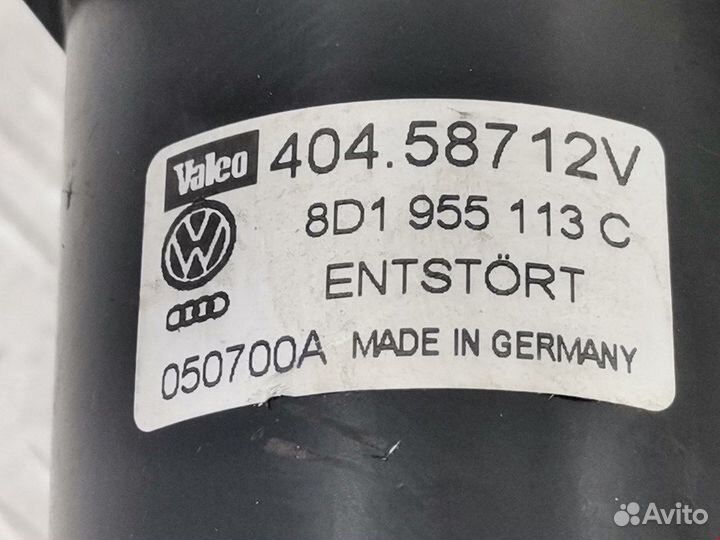 Valeo 404.587 12V
8D1 955 113 C
ENTSTÖRT
050700A MADE IN GERMANY
Avito